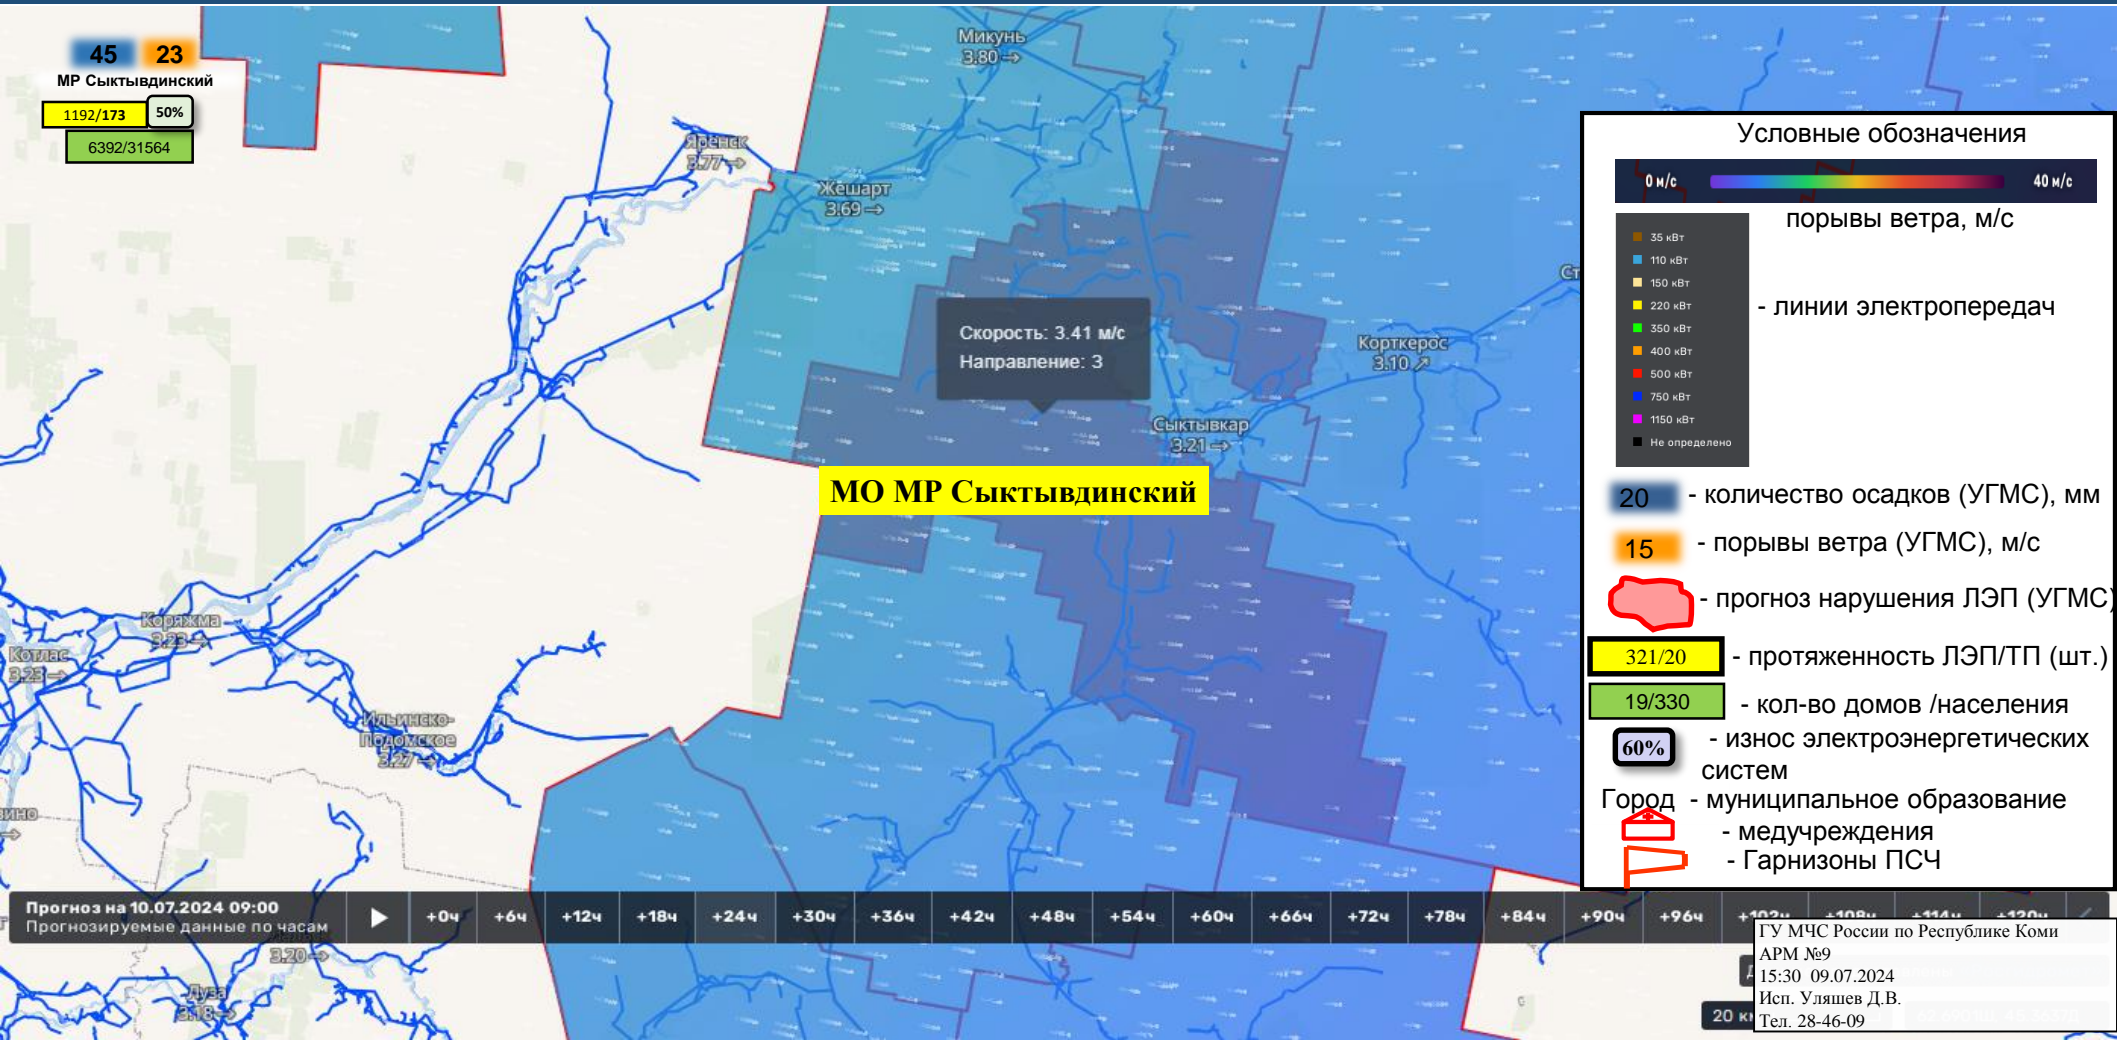 45 23
МР Сыктывдинский
1192/173 50%
6392/31564
Микунь
3.80→
Яренск
3.77→
Жешарт
3.69→
Скорость: 3.41 м/с
Направление: З
Корткерос
3.10↗
Сыктывкар
3.21→
МО МР Сыктывдинский
Коряжма
3.23→
Котлас
3.23→
Ильинско-
Подомское
3.27→
3.20→
Луза
3.18→
Условные обозначения
0 м/с 40 м/с
порывы ветра, м/с
35 кВт
110 кВт
150 кВт
220 кВт
350 кВт
400 кВт
500 кВт
750 кВт
1150 кВт
Не определено
- линии электропередач
20 - количество осадков (УГМС), мм
15 - порывы ветра (УГМС), м/с
- прогноз нарушения ЛЭП (УГМС)
321/20 - протяженность ЛЭП/ТП (шт.)
19/330 - кол-во домов /населения
60% - износ электроэнергетических
систем
Город - муниципальное образование
- медучреждения
- Гарнизоны ПСЧ
Прогноз на 10.07.2024 09:00
Прогнозируемые данные по часам
+0ч +6ч +12ч +18ч +24ч +30ч +36ч +42ч +48ч +54ч +60ч +66ч +72ч +78ч +84ч +90ч +96ч +102ч +108ч +114ч +120ч
ГУ МЧС России по Республике Коми
АРМ №9
15:30 09.07.2024
Исп. Уляшев Д.В.
Тел. 28-46-09
20 км